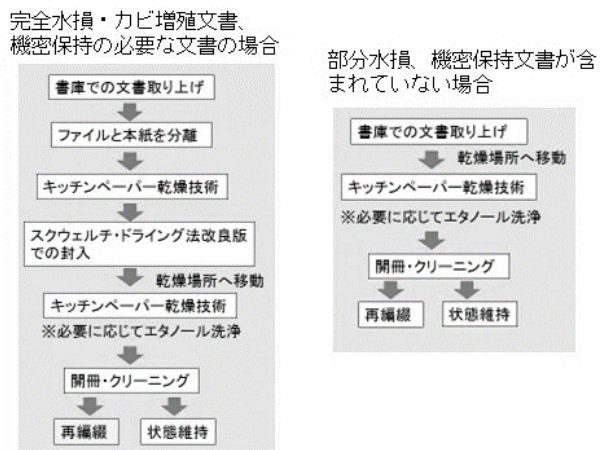 完全水損・カビ増殖文書、
機密保持の必要な文書の場合
書庫での文書取り上げ
ファイルと本紙を分離
キッチンペーパー乾燥技術
スクウェルチ・ドライイング法改良版
での封入
乾燥場所へ移動
キッチンペーパー乾燥技術
※必要に応じてエタノール洗浄
開冊・クリーニング
再編綴
状態維持
部分水損、機密保持文書が含
まれていない場合
書庫での文書取り上げ
乾燥場所へ移動
キッチンペーパー乾燥技術
※必要に応じてエタノール洗浄
開冊・クリーニング
再編綴
状態維持